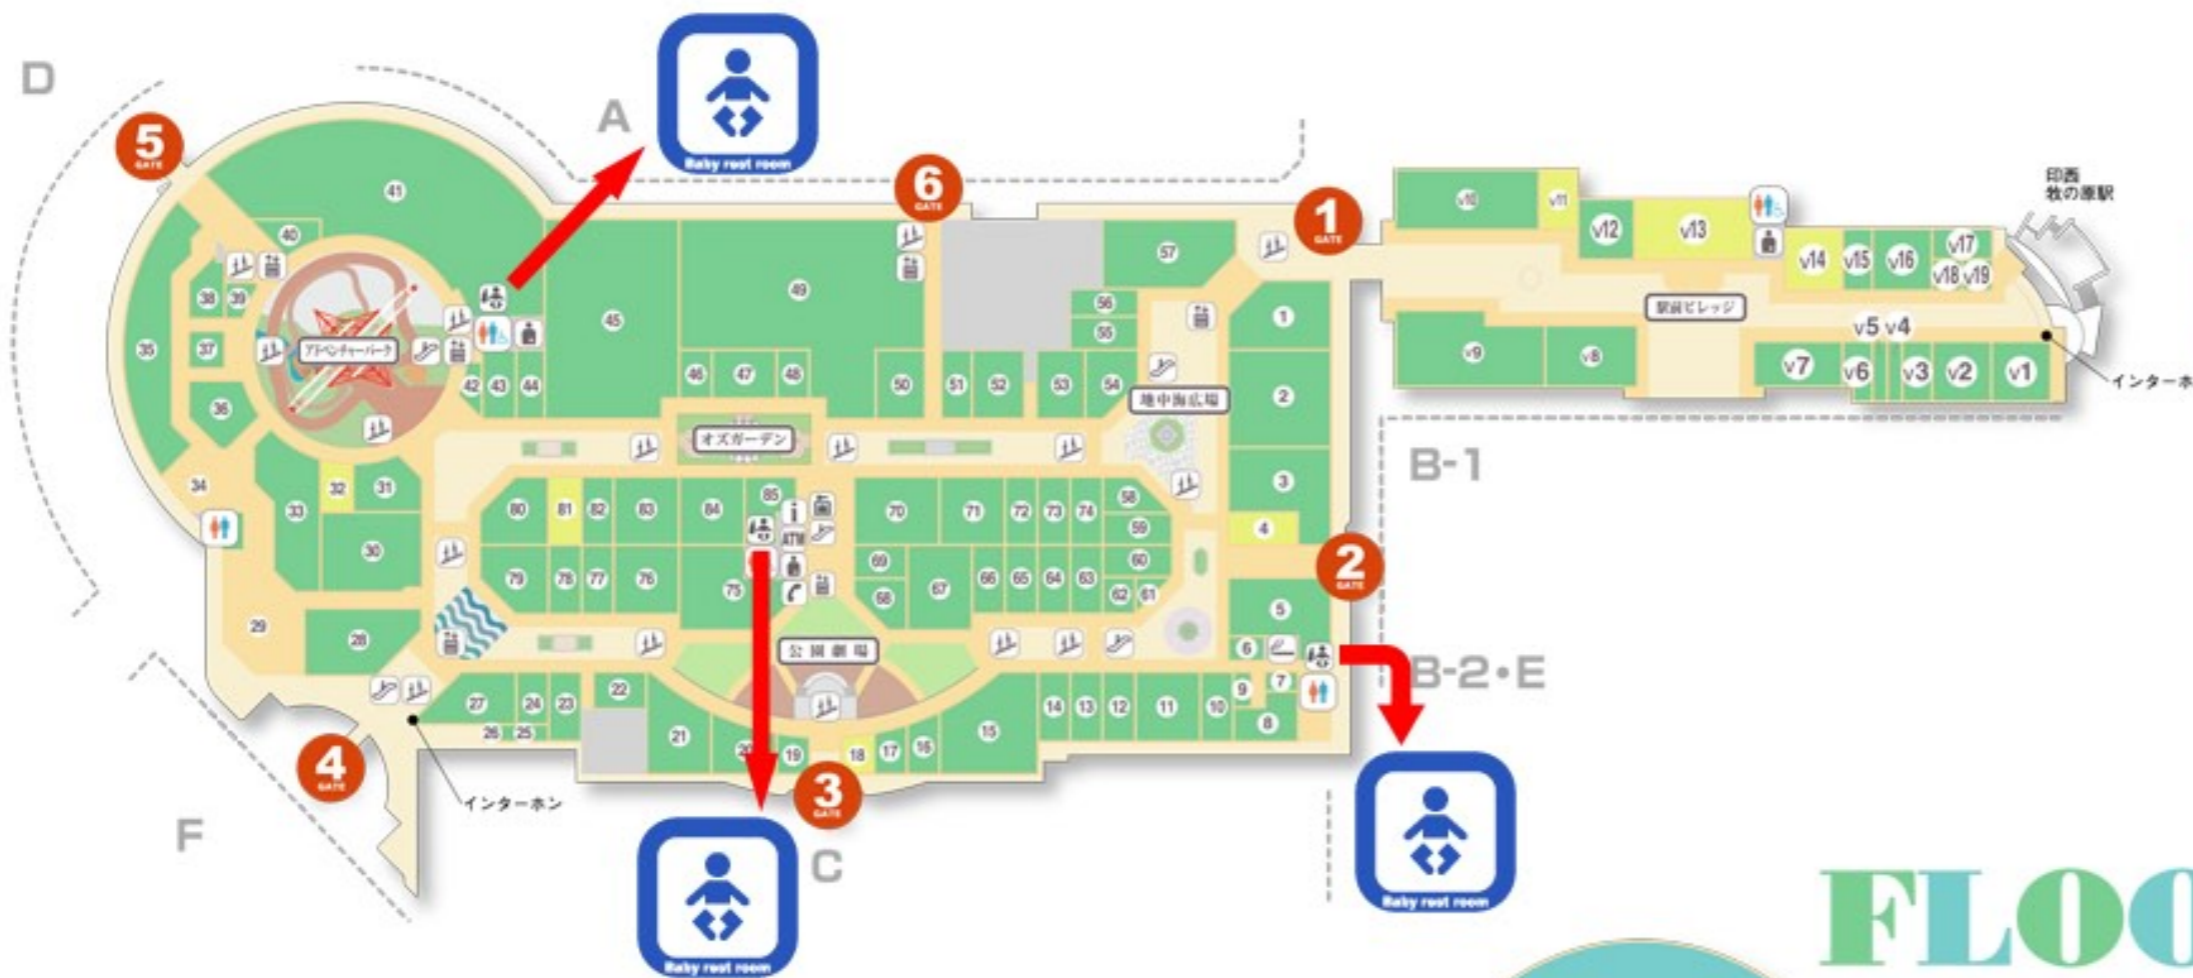 D
A
Baby rest room
5
GATE
6
GATE
1
GATE
印西
牧の原駅
41
40
38
39
37
35
36
34
アドベンチャーパーク
42
43
44
45
46
47
48
49
50
51
52
53
54
55
56
57
v10
v11
v12
v13
v14
v15
v16
v17
v18
v19
駅前ビレッジ
v9
v8
v7
v6
v5
v4
v3
v2
v1
インターホ
1
2
3
4
地中海広場
オズガーデン
B-1
33
32
31
30
29
28
80
81
82
83
84
85
i
ATM
79
78
77
76
75
70
71
72
73
74
58
59
60
69
68
67
66
65
64
63
62
61
2
GATE
5
6
7
8
9
10
11
12
13
14
15
16
17
18
19
20
21
22
23
24
25
26
27
公園劇場
B-2・E
4
GATE
インターホン
3
GATE
F
C
Baby rest room
Baby rest room
FLOO